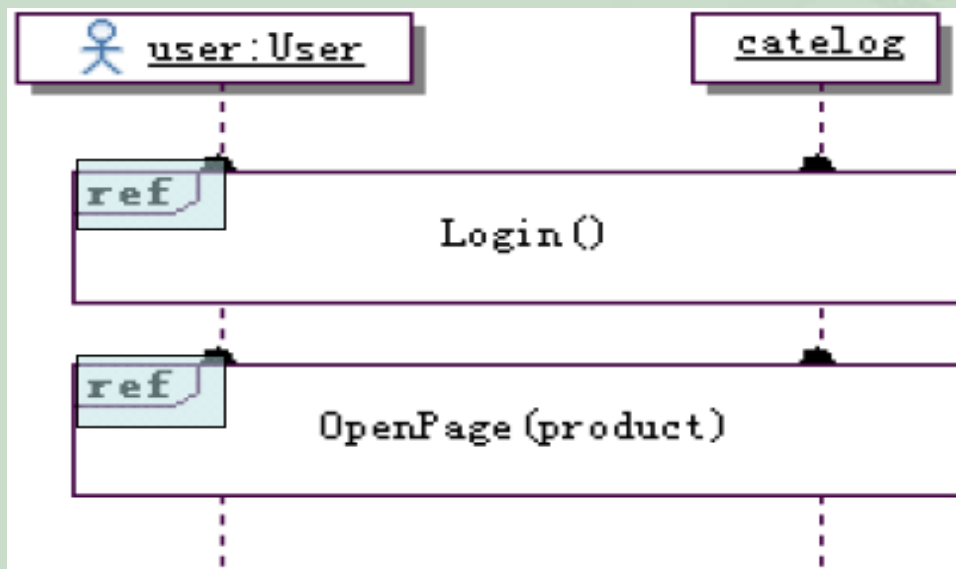 user:User
catelog
ref
Login()
ref
OpenPage(product)